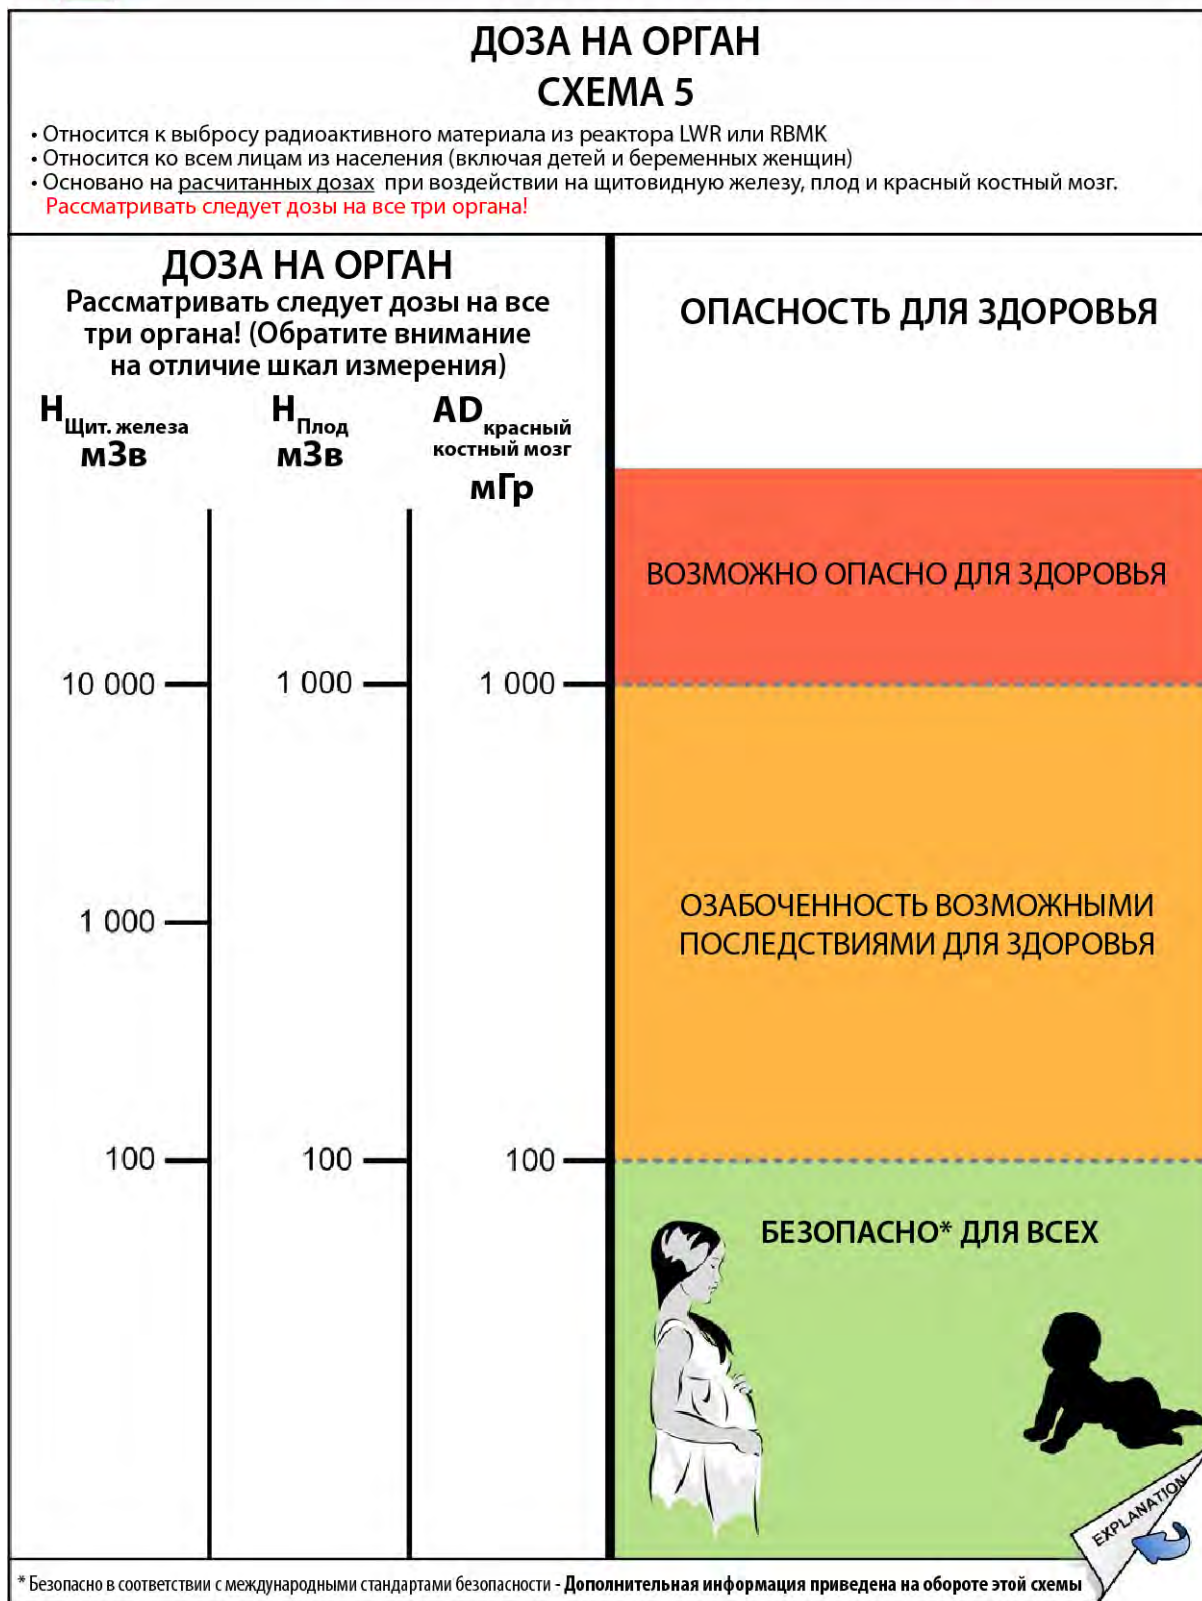 ДОЗА НА ОРГАН
СХЕМА 5
• Относится к выбросу радиоактивного материала из реактора LWR или RBMK
• Относится ко всем лицам из населения (включая детей и беременных женщин)
• Основано на расчитанных дозах при воздействии на щитовидную железу, плод и красный костный мозг.
Рассматривать следует дозы на все три органа!
ДОЗА НА ОРГАН
Рассматривать следует дозы на все
три органа! (Обратите внимание
на отличие шкал измерения)
H Щит. железа
мЗв
H Плод
мЗв
AD красный
костный мозг
мГр
10 000
1 000
1 000
1 000
100
100
100
ОПАСНОСТЬ ДЛЯ ЗДОРОВЬЯ
ВОЗМОЖНО ОПАСНО ДЛЯ ЗДОРОВЬЯ
ОЗАБОЧЕННОСТЬ ВОЗМОЖНЫМИ
ПОСЛЕДСТВИЯМИ ДЛЯ ЗДОРОВЬЯ
БЕЗОПАСНО* ДЛЯ ВСЕХ
EXPLANATION
* Безопасно в соответствии с международными стандартами безопасности - Дополнительная информация приведена на обороте этой схемы